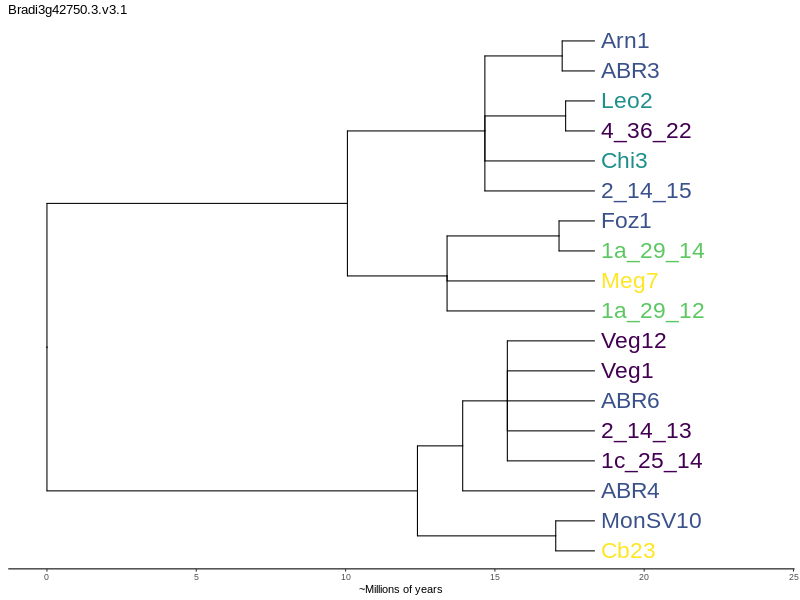 Bradi3g42750.3.v3.1
Arn1
ABR3
Leo2
4_36_22
Chi3
2_14_15
Foz1
1a_29_14
Meg7
1a_29_12
Veg12
Veg1
ABR6
2_14_13
1c_25_14
ABR4
MonSV10
Cb23
0 5 10 15 20 25
~Millions of years